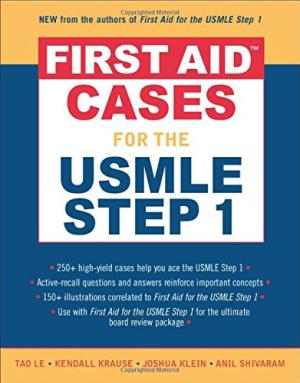 NEW from the authors of First Aid for the USMLE Step 1
FIRST AID™
CASES
FOR THE
USMLE
STEP 1
• 250+ high-yield cases help you ace the USMLE Step 1 •
• Active-recall questions and answers reinforce important concepts •
• 150+ illustrations correlated to First Aid for the USMLE Step 1 •
• Use with First Aid for the USMLE Step 1 for the ultimate
board review package •
TAO LE • KENDALL KRAUSE • JOSHUA KLEIN • ANIL SHIVARAM